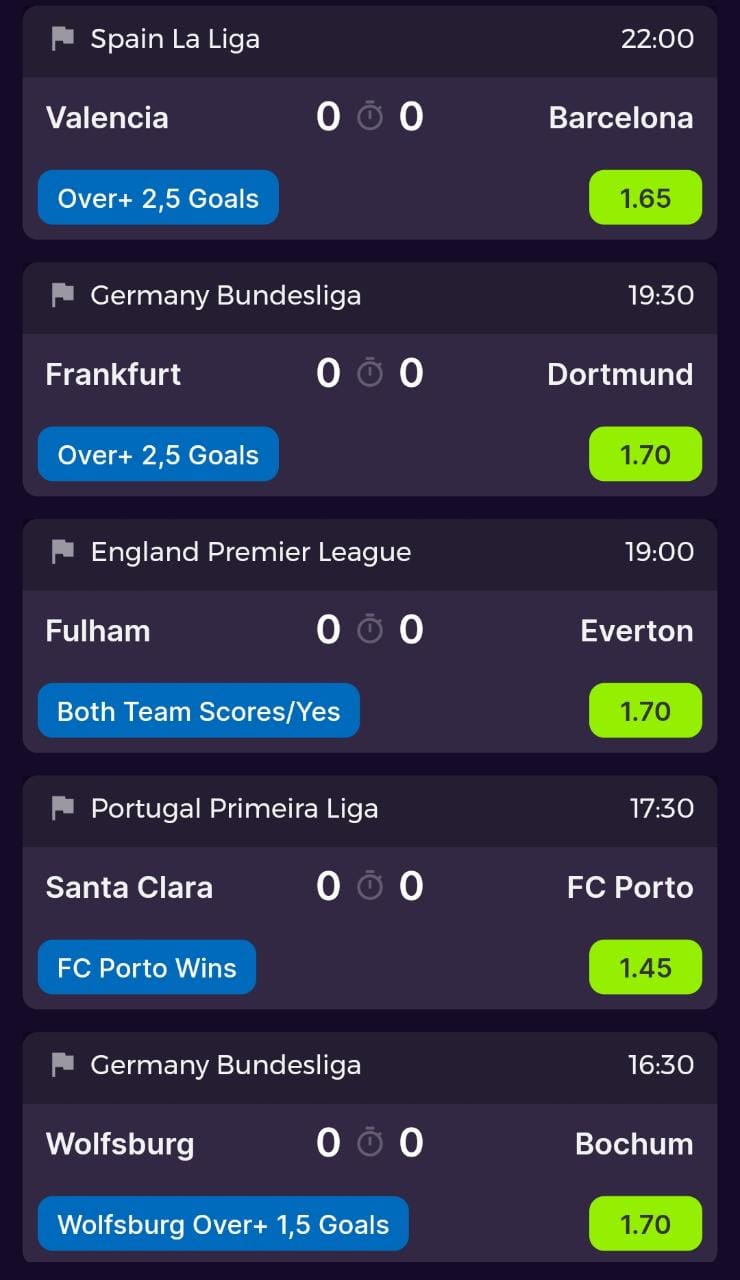 Spain La Liga 22:00
Valencia 0 0 Barcelona
Over+ 2,5 Goals 1.65
Germany Bundesliga 19:30
Frankfurt 0 0 Dortmund
Over+ 2,5 Goals 1.70
England Premier League 19:00
Fulham 0 0 Everton
Both Team Scores/Yes 1.70
Portugal Primeira Liga 17:30
Santa Clara 0 0 FC Porto
FC Porto Wins 1.45
Germany Bundesliga 16:30
Wolfsburg 0 0 Bochum
Wolfsburg Over+ 1,5 Goals 1.70